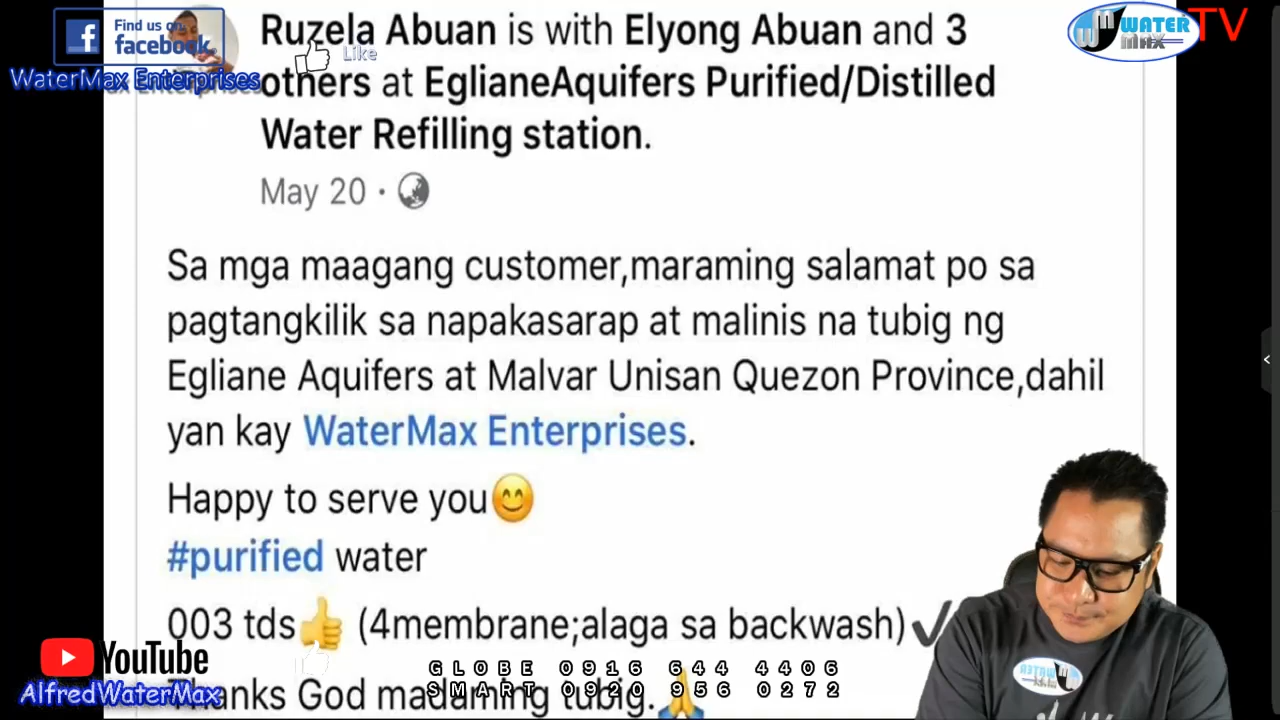 Find us on
facebook
WaterMax Enterprises
Like
WATER
MAX
TV
Ruzela Abuan is with Elyong Abuan and 3
others at EglianeAquifers Purified/Distilled
Water Refilling station.
May 20 ·
Sa mga maagang customer,maraming salamat po sa
pagtangkilik sa napakasarap at malinis na tubig ng
Egliane Aquifers at Malvar Unisan Quezon Province,dahil
yan kay WaterMax Enterprises.
Happy to serve you😊
#purified water
003 tds👍 (4membrane;alaga sa backwash)✔
Thanks God madaming tubig.🙏
YouTube
AlfredWaterMax
GLOBE 0916 644 4406
SMART 0920 956 0272
WATER